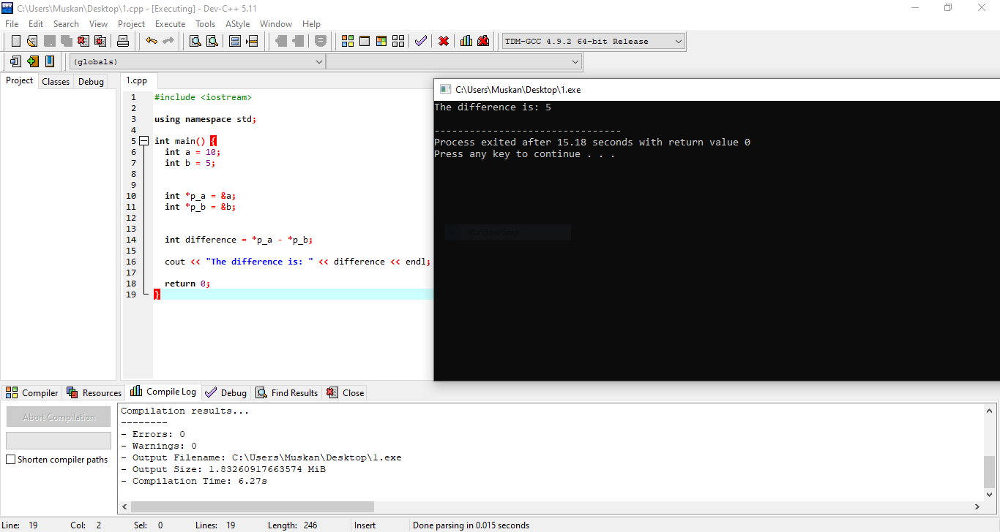 C:\Users\Muskan\Desktop\1.cpp - [Executing] - Dev-C++ 5.11
File Edit Search View Project Execute Tools AStyle Window Help
TDM-GCC 4.9.2 64-bit Release
(globals)
Project Classes Debug
1.cpp
1 #include <iostream>
2
3 using namespace std;
4
5 int main() {
6   int a = 10;
7   int b = 5;
8
9
10   int *p_a = &a;
11   int *p_b = &b;
12
13
14   int difference = *p_a - *p_b;
15
16   cout << "The difference is: " << difference << endl;
17
18   return 0;
19 }
C:\Users\Muskan\Desktop\1.exe
The difference is: 5
--------------------------------
Process exited after 15.18 seconds with return value 0
Press any key to continue . . .
Compiler Resources Compile Log Debug Find Results Close
Abort Compilation
Shorten compiler paths
Compilation results...
--------
- Errors: 0
- Warnings: 0
- Output Filename: C:\Users\Muskan\Desktop\1.exe
- Output Size: 1.83260917663574 MiB
- Compilation Time: 6.27s
Line: 19 Col: 2 Sel: 0 Lines: 19 Length: 246 Insert Done parsing in 0.015 seconds